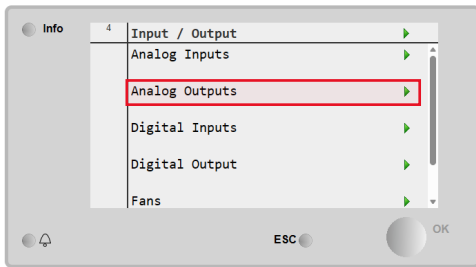 Info
4 Input / Output
Analog Inputs
Analog Outputs
Digital Inputs
Digital Output
Fans
ESC
OK